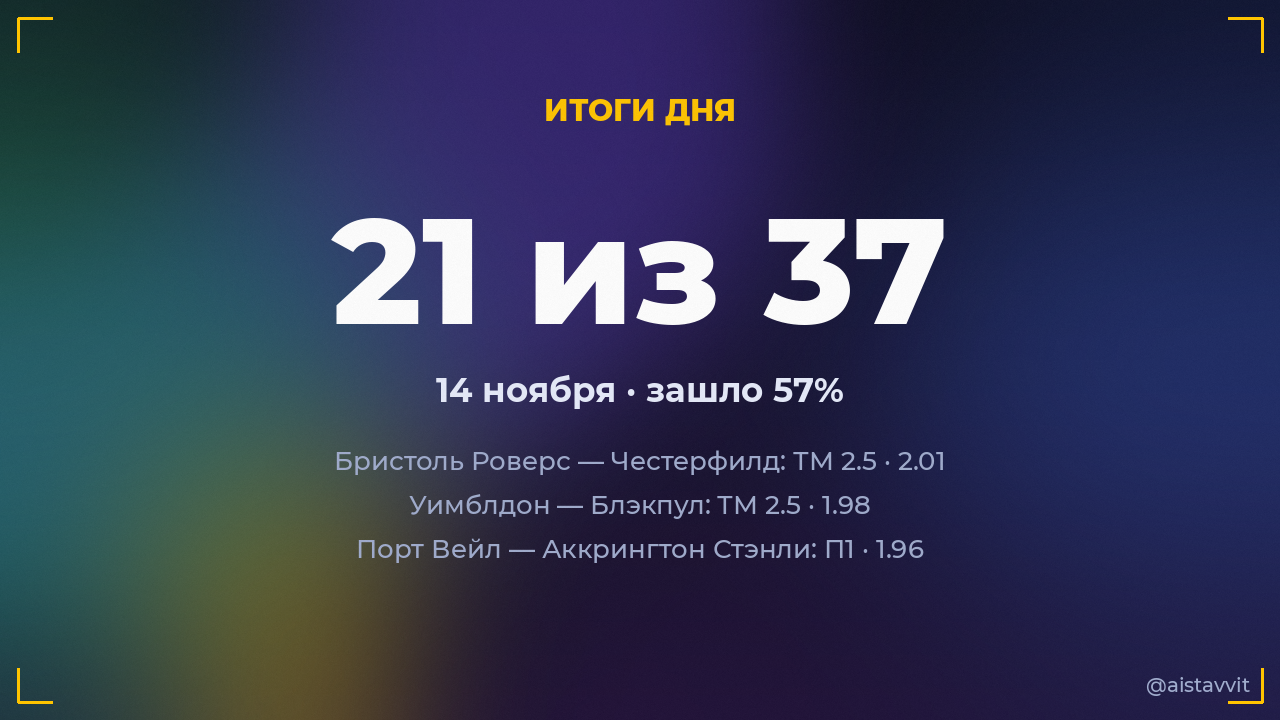 ИТОГИ ДНЯ
21 из 37
14 ноября · зашло 57%
Бристоль Роверс — Честерфилд: ТМ 2.5 · 2.01
Уимблдон — Блэкпул: ТМ 2.5 · 1.98
Порт Вейл — Аккрингтон Стэнли: П1 · 1.96
@aistavvit